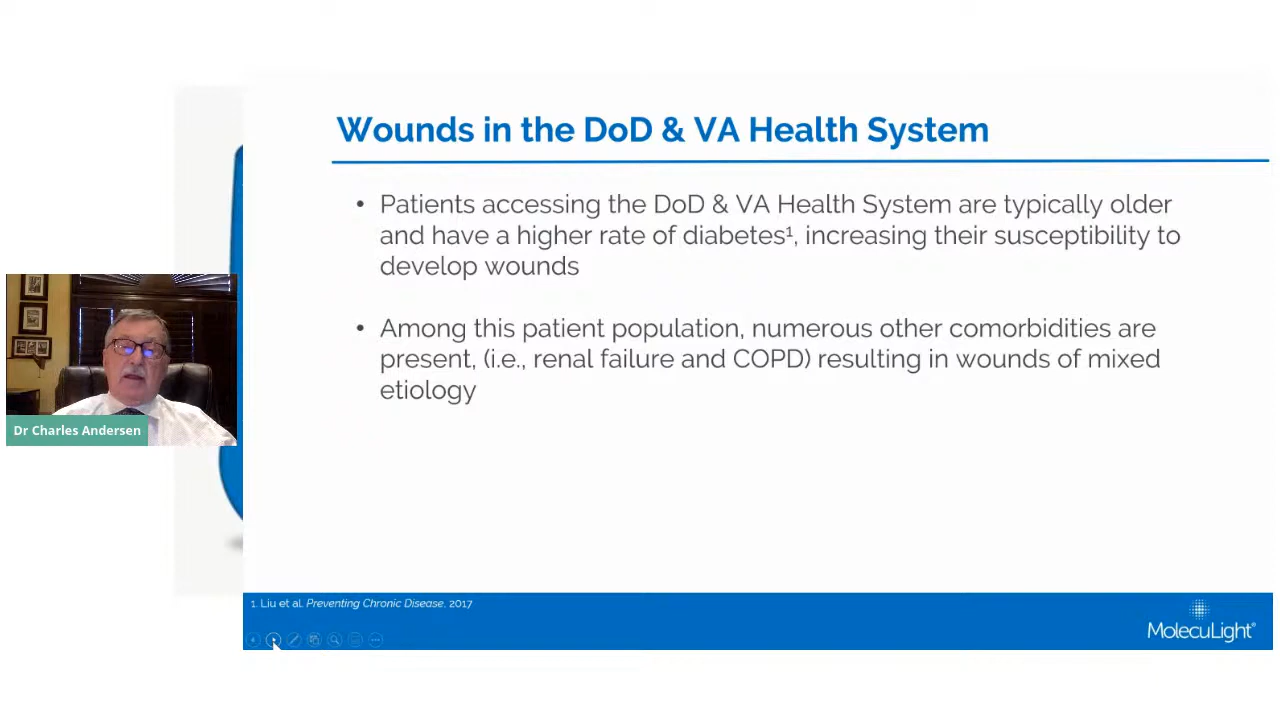 Wounds in the DoD & VA Health System
• Patients accessing the DoD & VA Health System are typically older
and have a higher rate of diabetes¹, increasing their susceptibility to
develop wounds
• Among this patient population, numerous other comorbidities are
present, (i.e., renal failure and COPD) resulting in wounds of mixed
etiology
Dr Charles Andersen
1. Liu et al. Preventing Chronic Disease, 2017
MolecuLight®